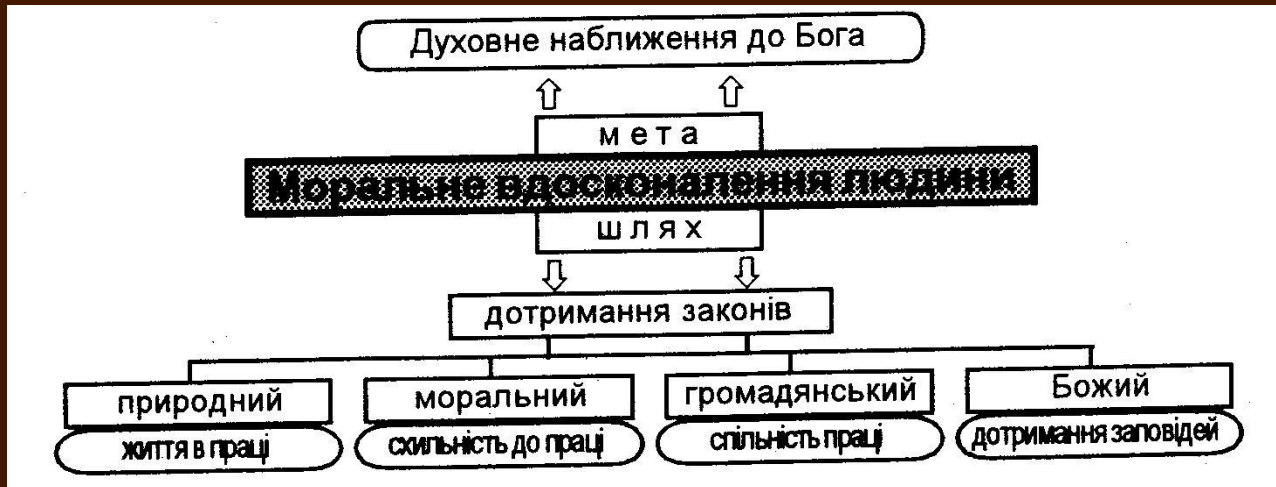 Духовне наближення до Бога
мета
Моральне вдосконалення людини
шлях
дотримання законів
природний моральний громадянський Божий
життя в праці схильність до праці спільність праці дотримання заповідей